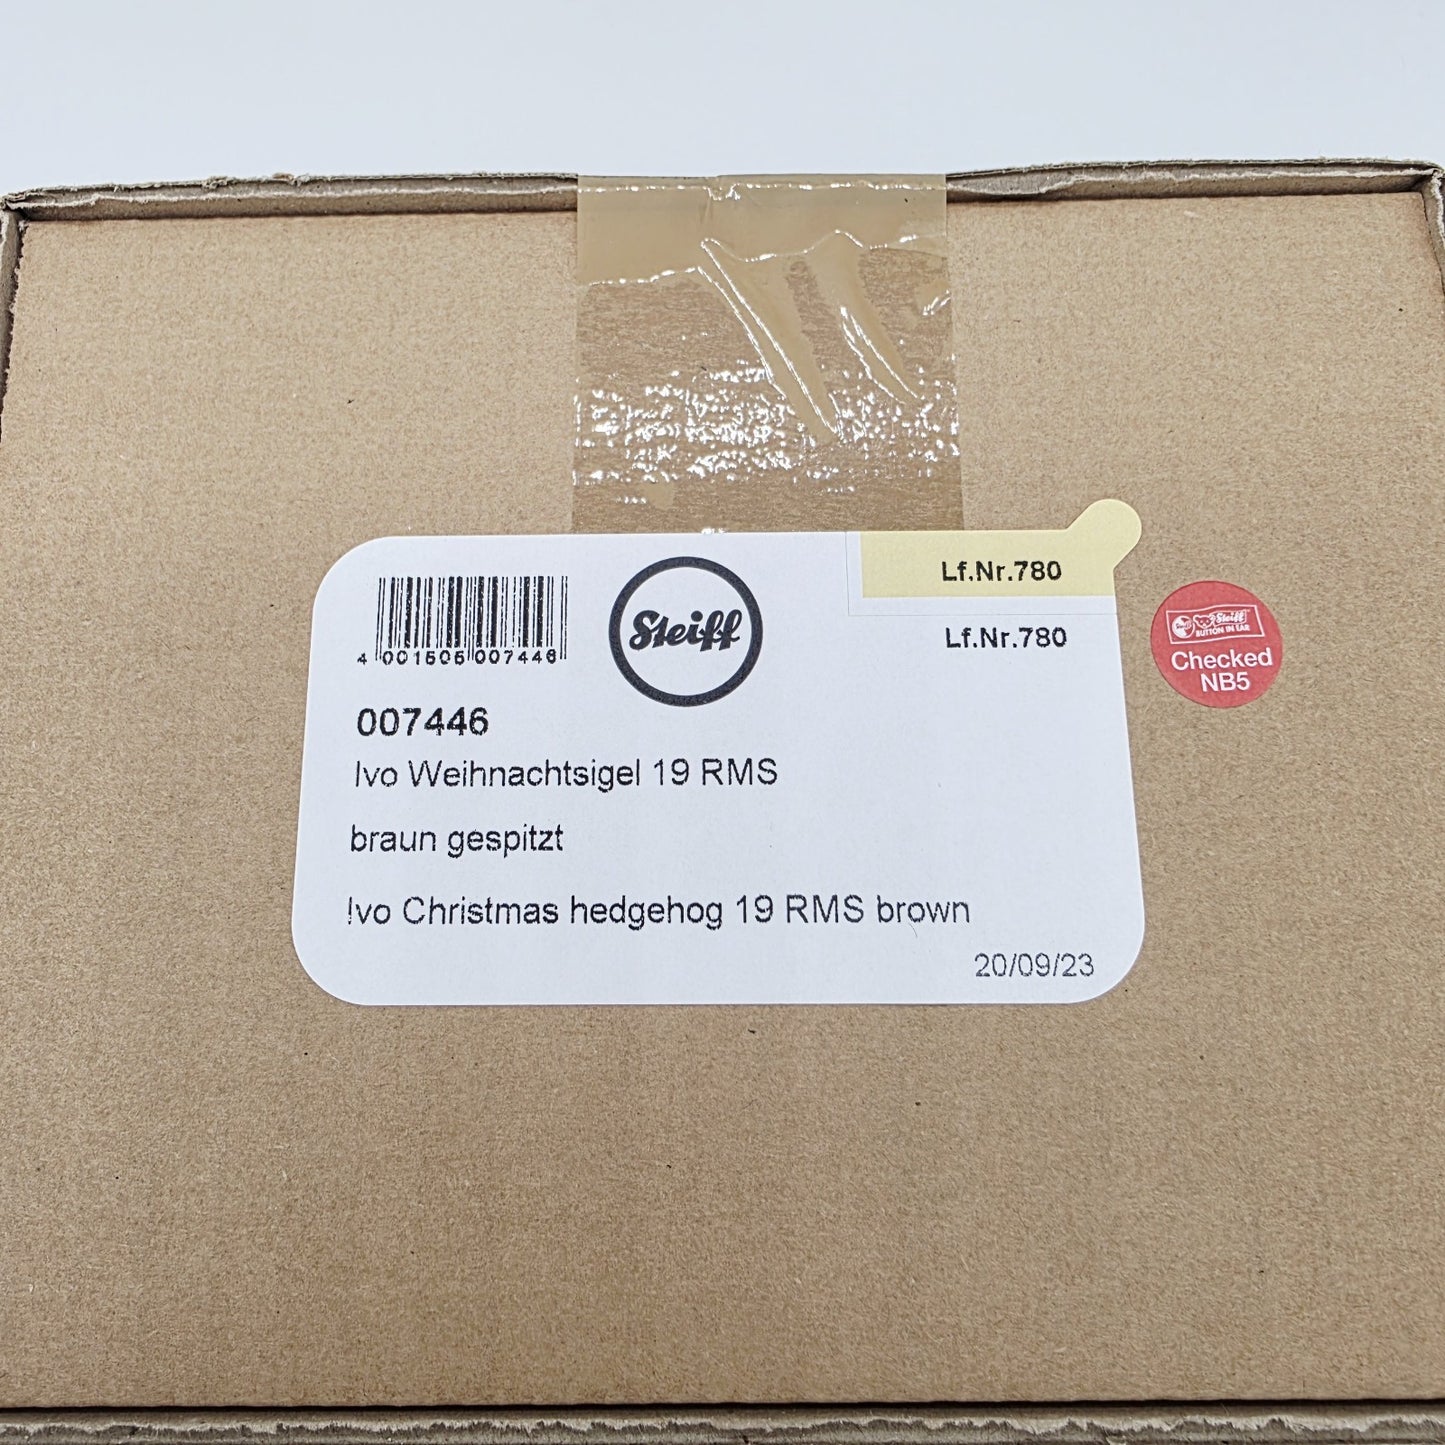 Lf.Nr.780
Steiff
Lf.Nr.780
4 001505 007446
007446
Ivo Weihnachtsigel 19 RMS
braun gespitzt
Ivo Christmas hedgehog 19 RMS brown
20/09/23
Steiff
BUTTON IN EAR
Checked
NB5